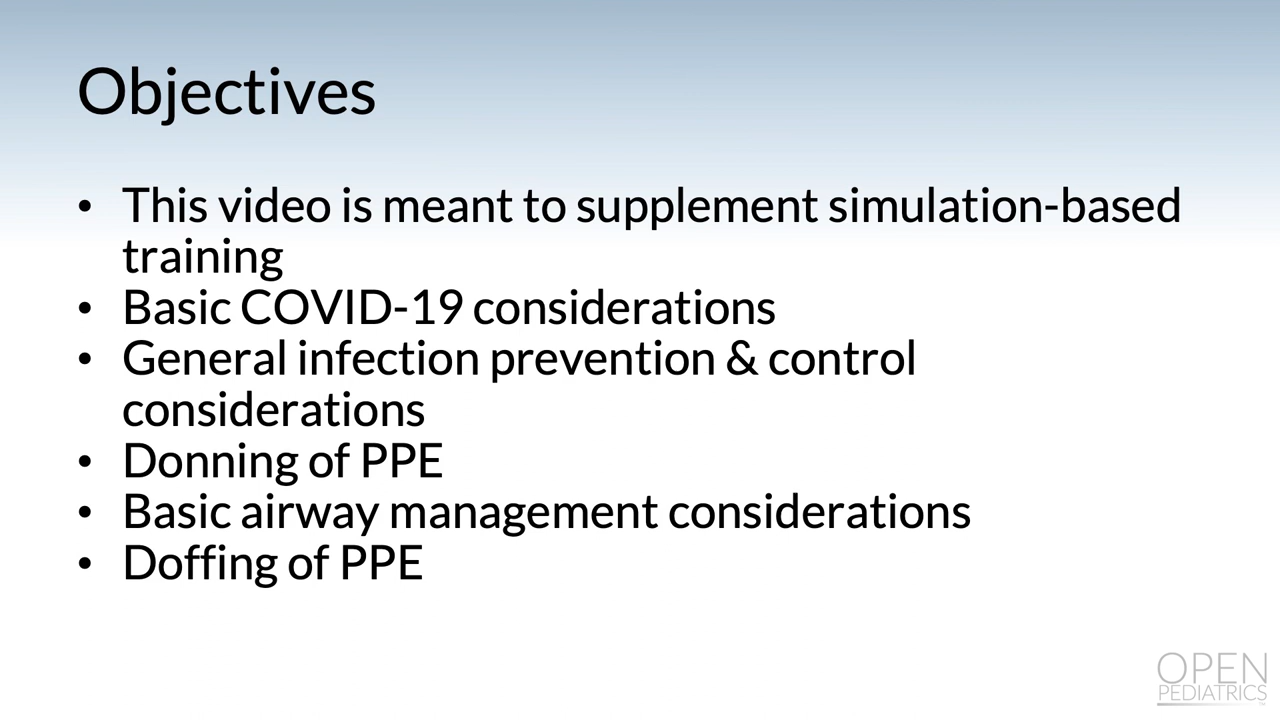 Objectives
• This video is meant to supplement simulation-based
training
• Basic COVID-19 considerations
• General infection prevention & control
considerations
• Donning of PPE
• Basic airway management considerations
• Doffing of PPE
OPEN
PEDIATRICS